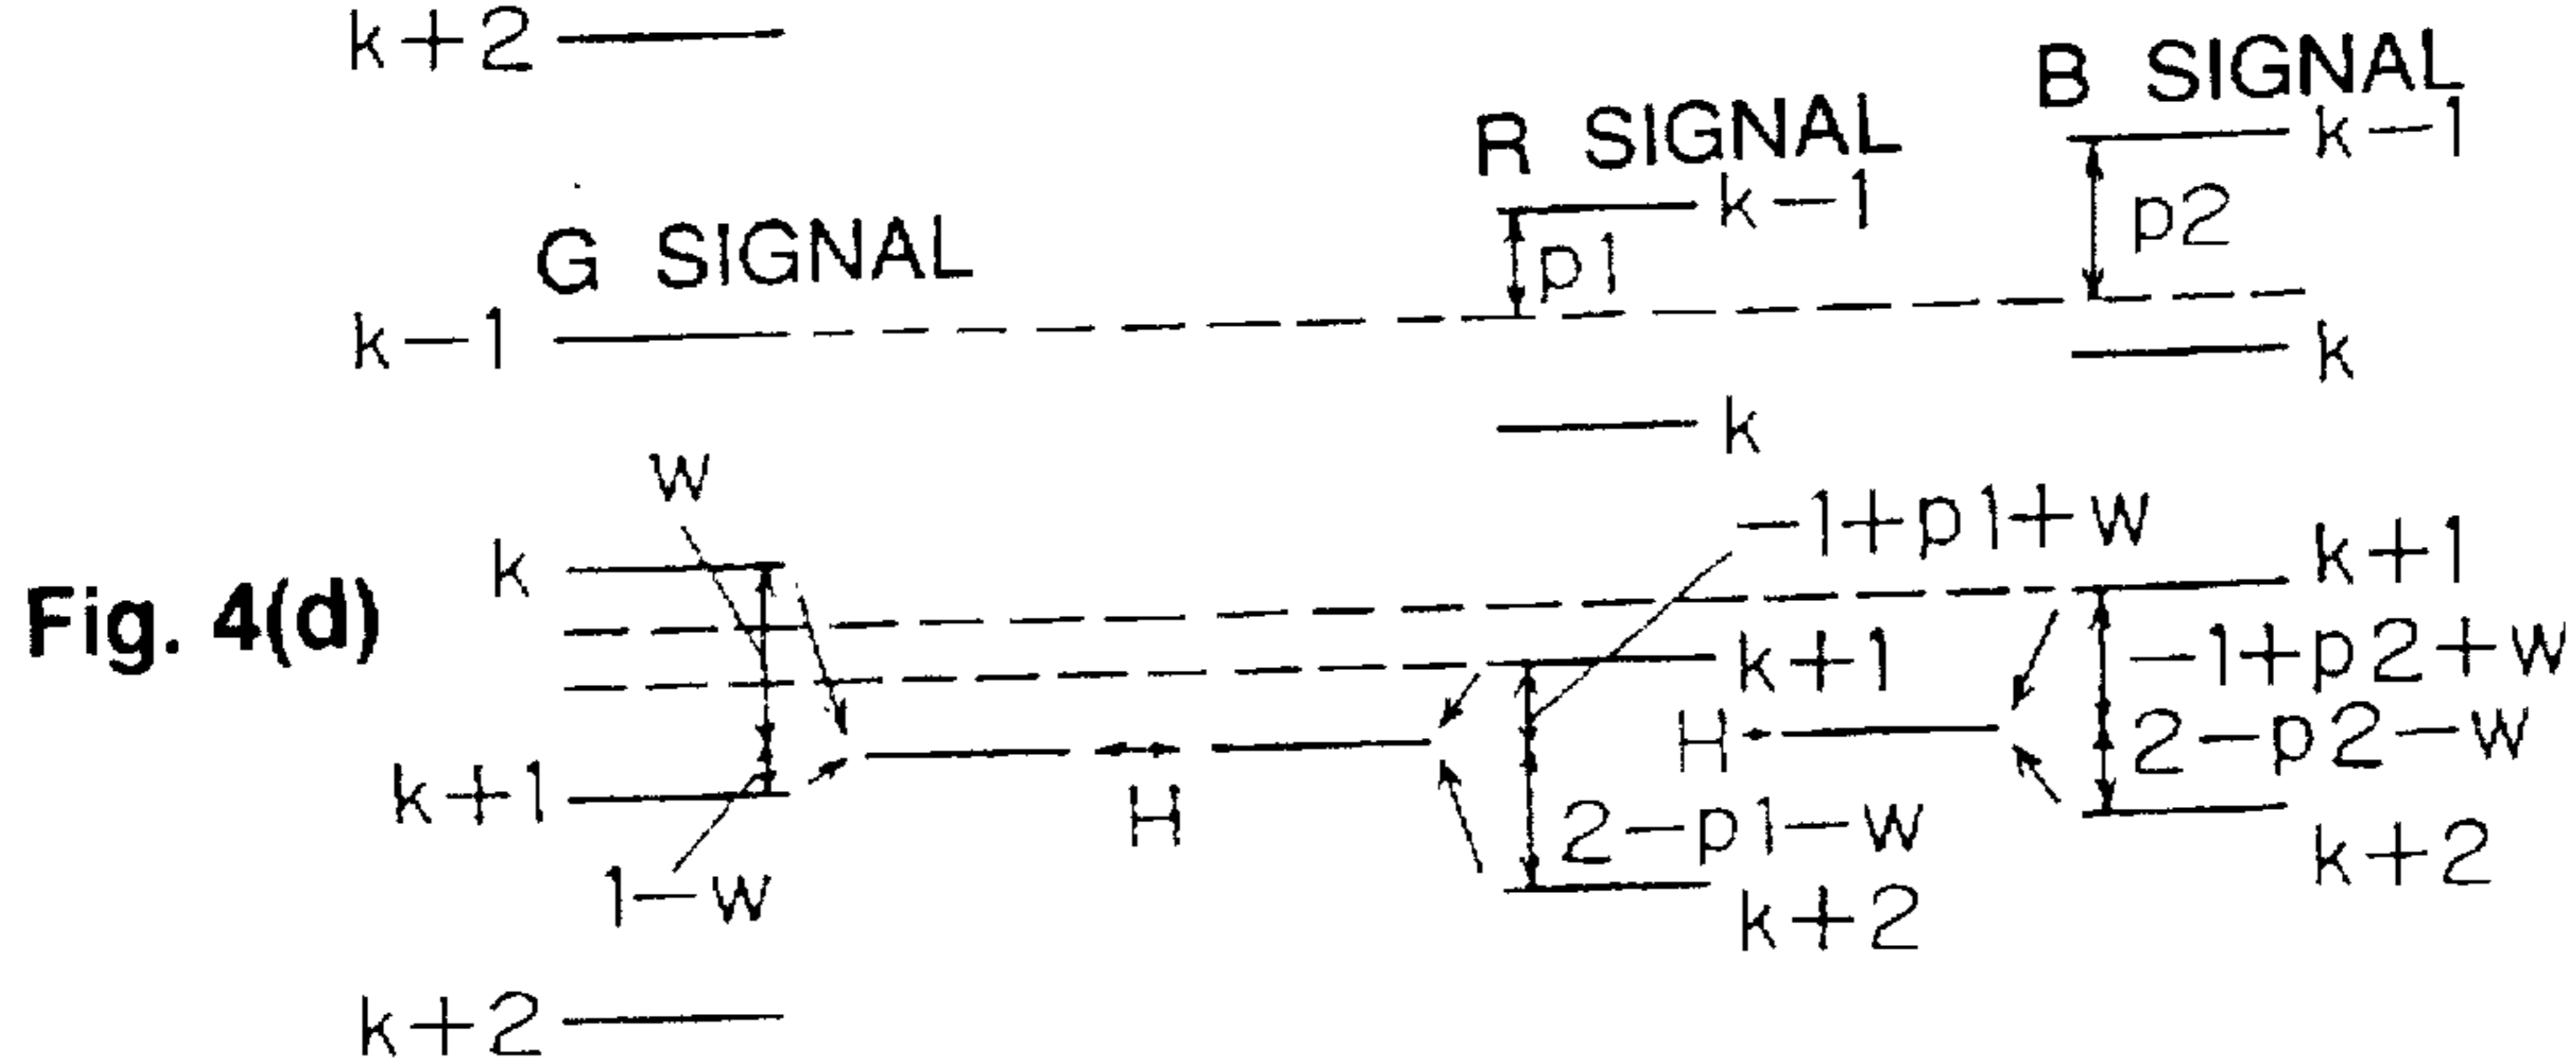 k+2
B SIGNAL
k-1
R SIGNAL
k-1
p2
G SIGNAL
p1
k-1
k
k
w
-1+p1+w
k+1
k
Fig. 4(d)
k+1
-1+p2+w
H
2-p2-w
k+1
H
2-p1-w
k+2
1-w
k+2
k+2